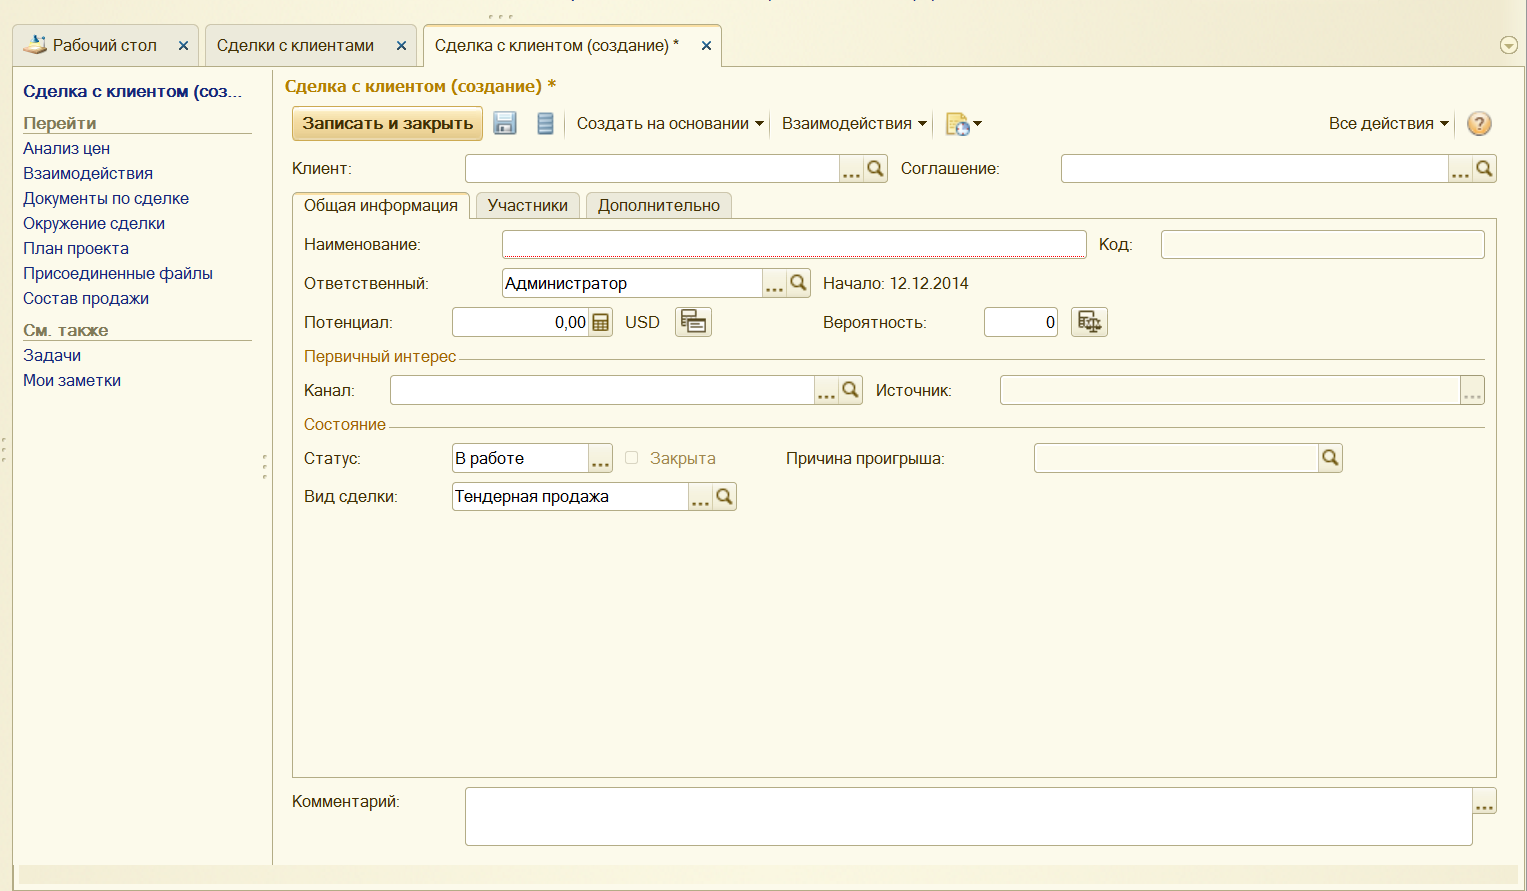 Рабочий стол
Сделки с клиентами
Сделка с клиентом (создание) *
Сделка с клиентом (соз...
Перейти
Анализ цен
Взаимодействия
Документы по сделке
Окружение сделки
План проекта
Присоединенные файлы
Состав продажи
См. также
Задачи
Мои заметки
Сделка с клиентом (создание) *
Записать и закрыть Создать на основании Взаимодействия Все действия ?
Клиент: ... Соглашение: ...
Общая информация Участники Дополнительно
Наименование: Код:
Ответственный: Администратор ... Начало: 12.12.2014
Потенциал: 0,00 USD Вероятность: 0
Первичный интерес
Канал: ... Источник: ...
Состояние
Статус: В работе ... Закрыта Причина проигрыша:
Вид сделки: Тендерная продажа ...
Комментарий: ...